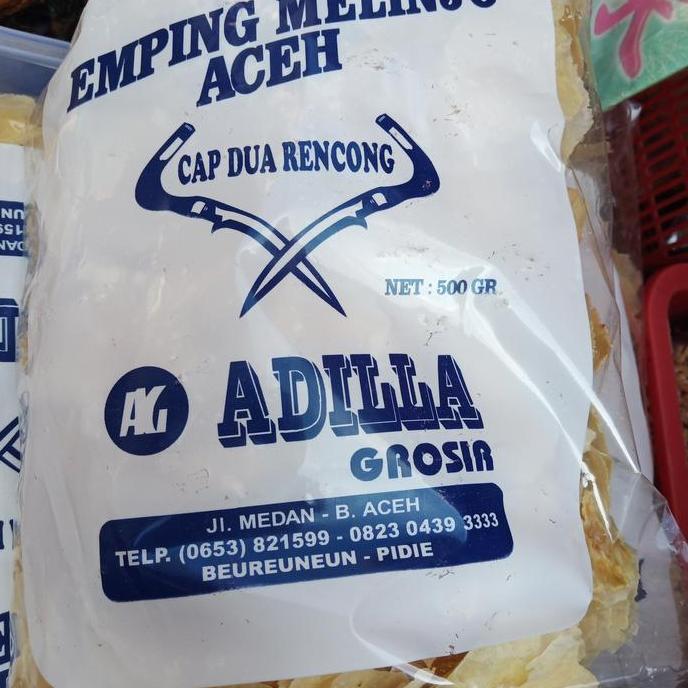 EMPING MELINJO
ACEH
CAP DUA RENCONG
NET : 500 GR
AG ADILLA
GROSIR
Jl. MEDAN - B. ACEH
TELP. (0653) 821599 - 0823 0439 3333
BEUREUNEUN - PIDIE